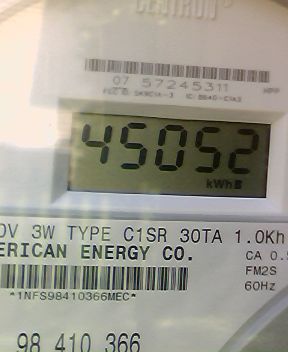 CENTRON
07 57245311
45052
kWh
0V 3W TYPE C1SR 30TA 1.0Kh
ERICAN ENERGY CO.
CA 0.5
FM2S
*1NFS98410366MEC*
60Hz
98 410 366